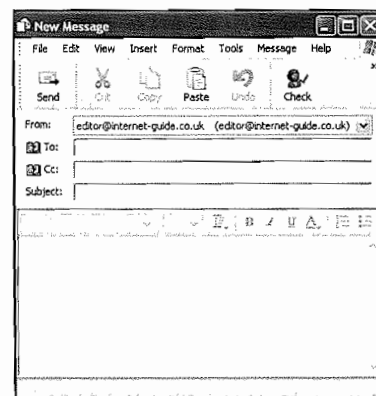 New Message
File Edit View Insert Format Tools Message Help
Send Cut Copy Paste Undo Check
From: editor@internet-guide.co.uk (editor@internet-guide.co.uk)
To:
Cc:
Subject:
B I U A